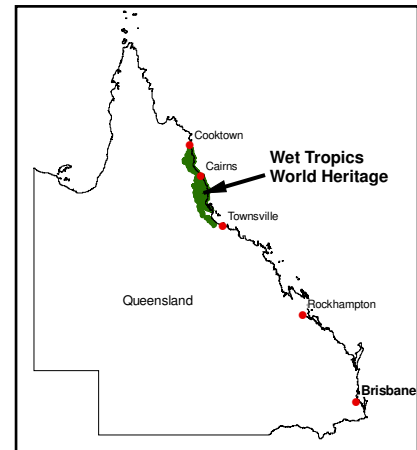 Cooktown
Cairns
Wet Tropics
World Heritage
Townsville
Queensland
Rockhampton
Brisbane